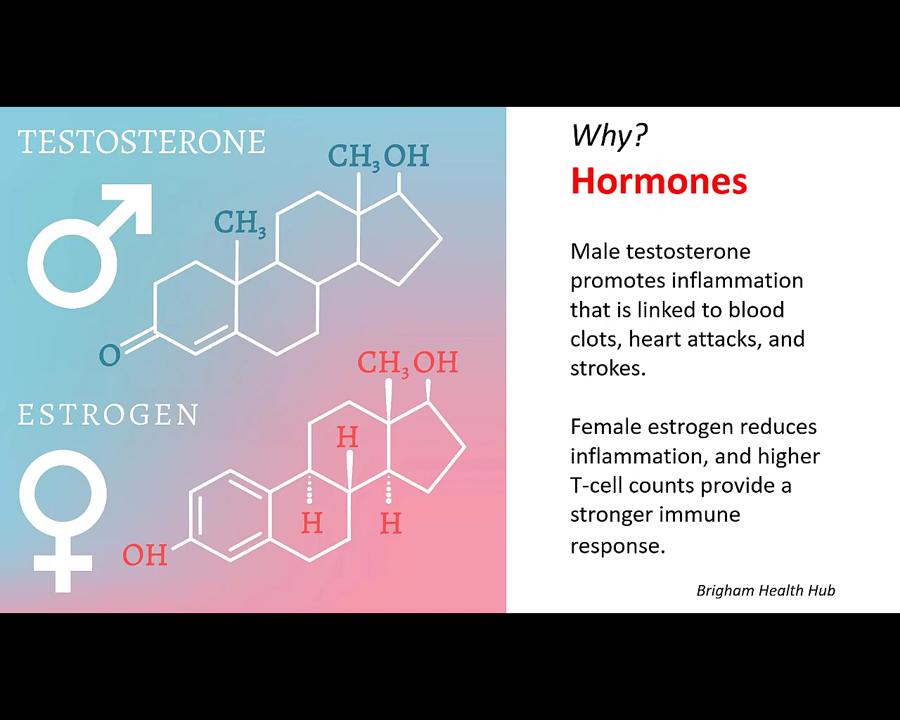 TESTOSTERONE
CH₃OH
CH₃
O
ESTROGEN
CH₃OH
H
H
H
OH
Why?
Hormones
Male testosterone
promotes inflammation
that is linked to blood
clots, heart attacks, and
strokes.
Female estrogen reduces
inflammation, and higher
T-cell counts provide a
stronger immune
response.
Brigham Health Hub